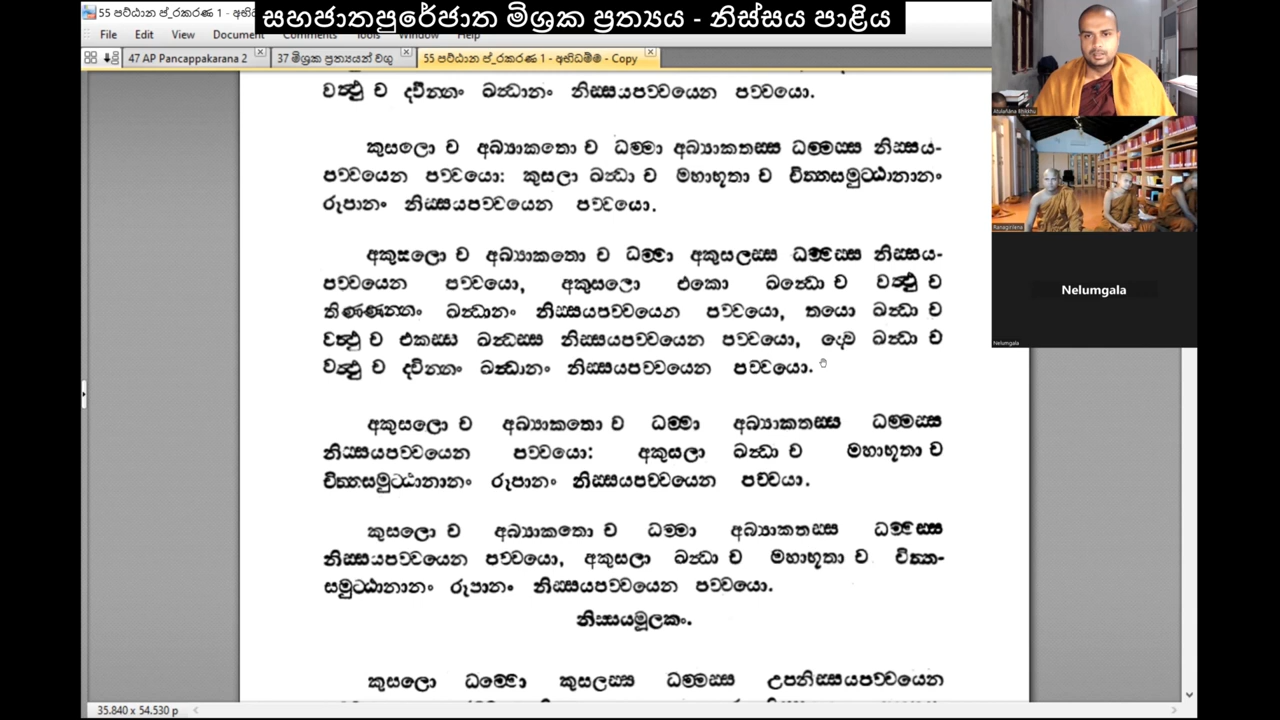 සහජාතපුරේජාත මිශ්‍රක ප්‍රත්‍යය - නිස්සය පාළිය
55 පට්ඨාන ප්‍රකරණ 1 - අභිධ
File Edit View Document Comments Tools Window Help
47 AP Pancappakarana 2
37 මිශ්‍රක ප්‍රත්‍යයන් වගු
55 පට්ඨාන ප්‍රකරණ 1 - අභිධම්ම - Copy
වත්‍ථු ච ද්වින්නං ඛන්‍ධානං නිස්සයපච්චයෙන පච්චයො.
කුසලො ච අබ්‍යාකතො ච ධම්මා අබ්‍යාකතස්ස ධම්මස්ස නිස්සය-
පච්චයෙන පච්චයො: කුසලා ඛන්‍ධා ච මහාභූතා ච චිත්තසමුට්ඨානානං
රූපානං නිස්සයපච්චයෙන පච්චයො.
අකුසලො ච අබ්‍යාකතො ච ධම්මා අකුසලස්ස ධම්මස්ස නිස්සය-
පච්චයෙන පච්චයො, අකුසලො එකො ඛන්‍ධො ච වත්‍ථු ච
තිණ්ණන්නං ඛන්‍ධානං නිස්සයපච්චයෙන පච්චයො, තයො ඛන්‍ධා ච
වත්‍ථු ච එකස්ස ඛන්‍ධස්ස නිස්සයපච්චයෙන පච්චයො, ද්වෙ ඛන්‍ධා ච
වත්‍ථු ච ද්වින්නං ඛන්‍ධානං නිස්සයපච්චයෙන පච්චයො.
අකුසලො ච අබ්‍යාකතො ච ධම්මා අබ්‍යාකතස්ස ධම්මස්ස
නිස්සයපච්චයෙන පච්චයො: අකුසලා ඛන්‍ධා ච මහාභූතා ච
චිත්තසමුට්ඨානානං රූපානං නිස්සයපච්චයෙන පච්චයා.
කුසලො ච අබ්‍යාකතො ච ධම්මා අබ්‍යාකතස්ස ධම්මස්ස
නිස්සයපච්චයෙන පච්චයො, අකුසලා ඛන්‍ධා ච මහාභූතා ච චිත්ත-
සමුට්ඨානානං රූපානං නිස්සයපච්චයෙන පච්චයො.
නිස්සයමූලකං.
කුසලො ධම්මො කුසලස්ස ධම්මස්ස උපනිස්සයපච්චයෙන
35.840 x 54.530 p
Ranagiriana
Nelumgala
Nelumgala